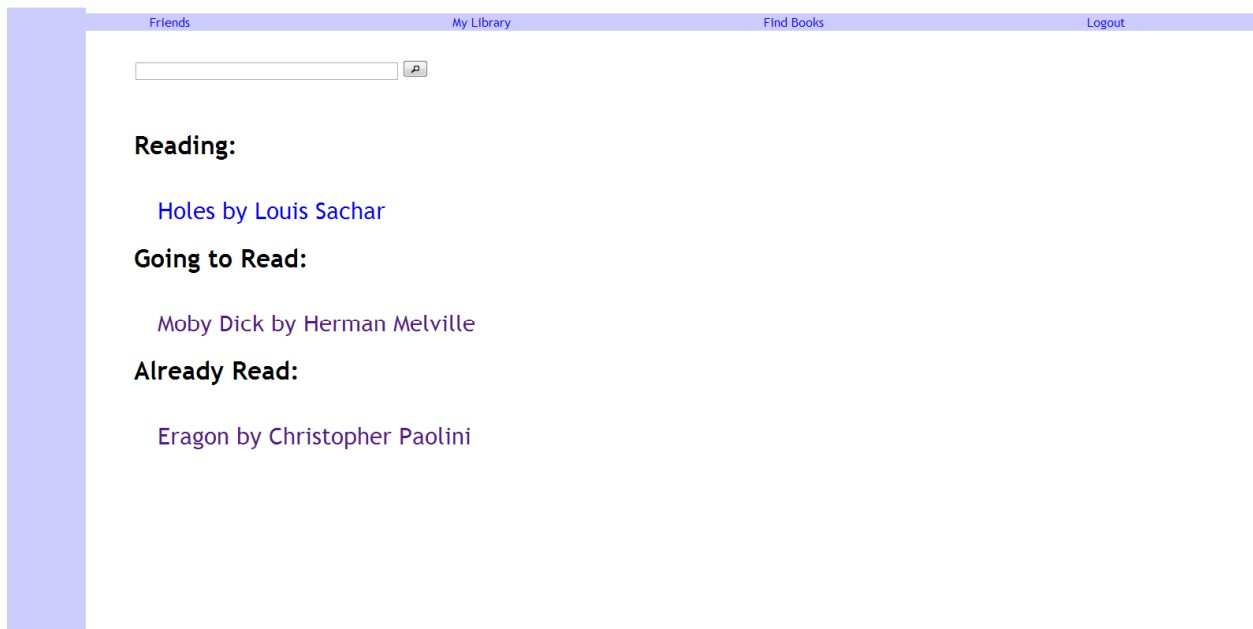 Friends My Library Find Books Logout
Reading:
Holes by Louis Sachar
Going to Read:
Moby Dick by Herman Melville
Already Read:
Eragon by Christopher Paolini